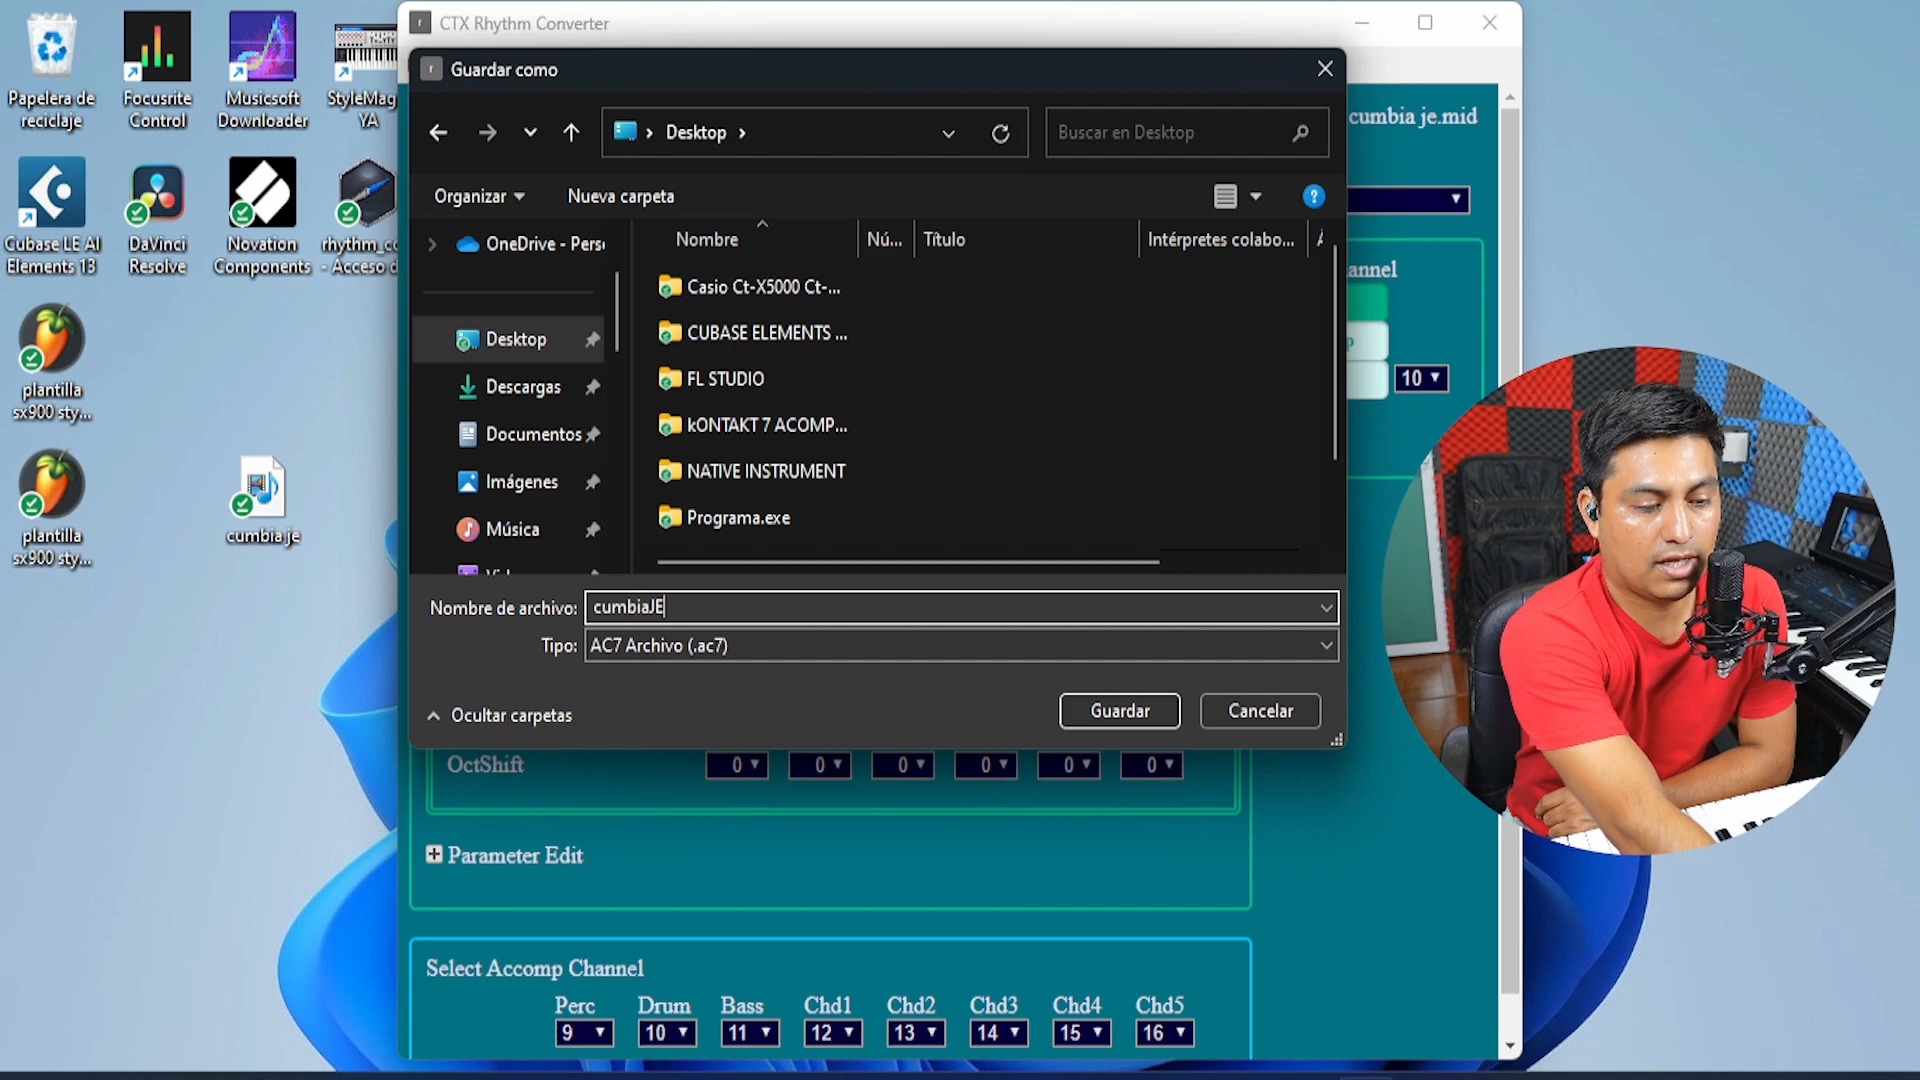 CTX Rhythm Converter
Guardar como
Desktop
Buscar en Desktop
Organizar
Nueva carpeta
Nombre
Nú...
Título
Intérpretes colabo...
OneDrive - Pers
Desktop
Descargas
Documentos
Imágenes
Música
Casio Ct-X5000 Ct-...
CUBASE ELEMENTS ...
FL STUDIO
kONTAKT 7 ACOMP...
NATIVE INSTRUMENT
Programa.exe
Nombre de archivo: cumbiaJE
Tipo: AC7 Archivo (.ac7)
Ocultar carpetas
Guardar
Cancelar
cumbia je.mid
annel
p
10
OctShift 0 0 0 0 0 0
Parameter Edit
Select Accomp Channel
Perc Drum Bass Chd1 Chd2 Chd3 Chd4 Chd5
9 10 11 12 13 14 15 16
Papelera de
reciclaje
Focusrite
Control
Musicsoft
Downloader
StyleMag
YA
Cubase LE AI
Elements 13
DaVinci
Resolve
Novation
Components
rhythm_co
- Acceso d
plantilla
sx900 sty...
plantilla
sx900 sty...
cumbia je